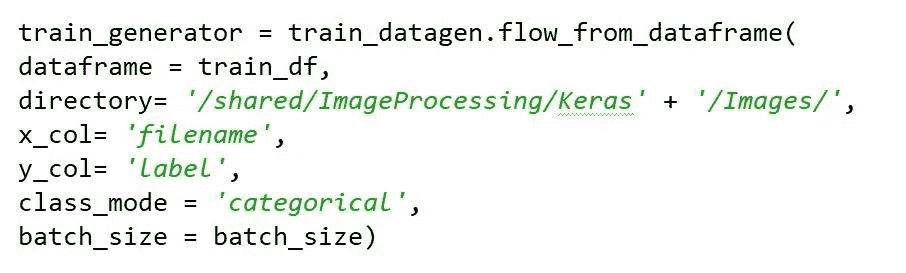 train_generator = train_datagen.flow_from_dataframe(
dataframe = train_df,
directory= '/shared/ImageProcessing/Keras' + '/Images/',
x_col= 'filename',
y_col= 'label',
class_mode = 'categorical',
batch_size = batch_size)